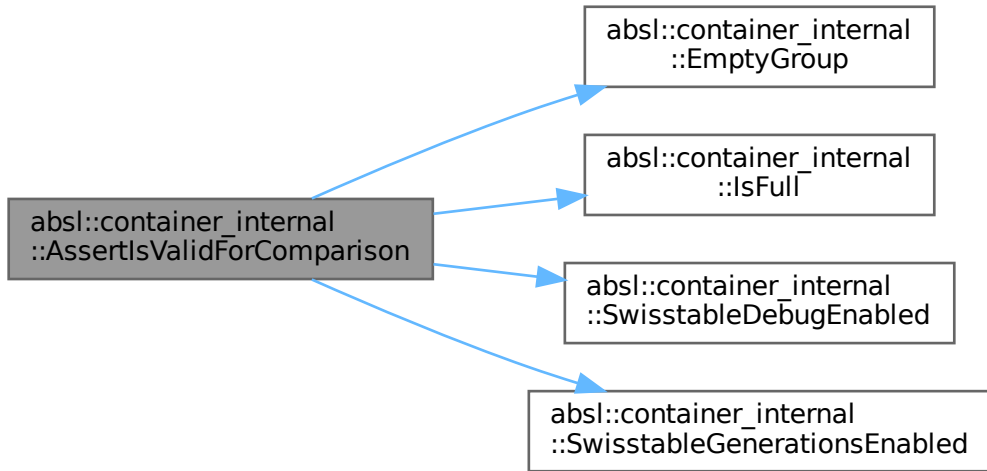 absl::container_internal
::EmptyGroup
absl::container_internal
::IsFull
absl::container_internal
::AssertIsValidForComparison
absl::container_internal
::SwisstableDebugEnabled
absl::container_internal
::SwisstableGenerationsEnabled